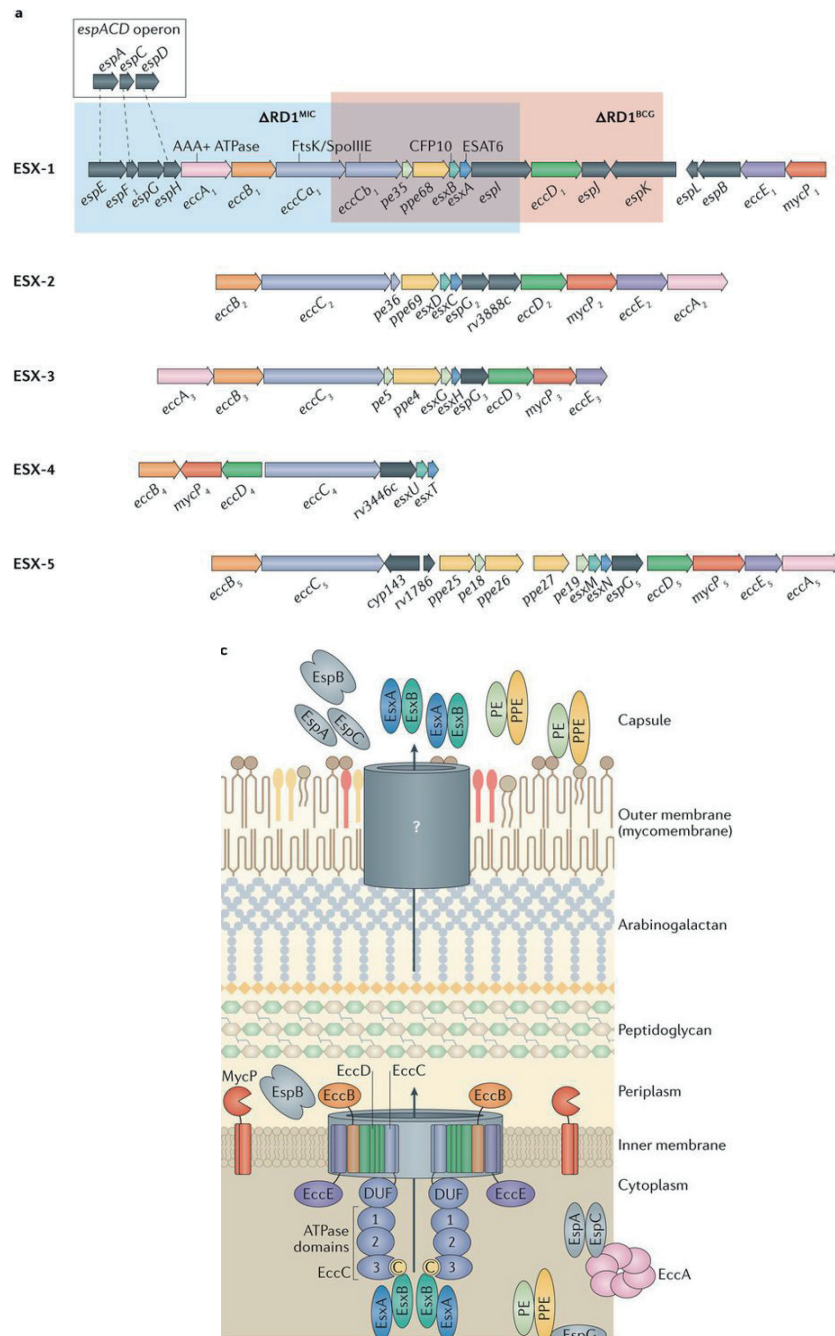 a
espACD operon
espA espC espD
ΔRD1MIC ΔRD1BCG
AAA+ ATPase FtsK/SpoIIIE CFP10 ESAT6
ESX-1
espE espF1 espG espH eccA1 eccB1 eccCa1 eccCb1 pe35 ppe68 esxB esxA espI eccD1 espJ espK espL espB eccE1 mycP1
ESX-2
eccB2 eccC2 pe36 ppe69 esxD esxC espG2 rv3888c eccD2 mycP2 eccE2 eccA2
ESX-3
eccA3 eccB3 eccC3 pe5 ppe4 esxG esxH espG3 eccD3 mycP3 eccE3
ESX-4
eccB4 mycP4 eccD4 eccC4 rv3446c esxU esxT
ESX-5
eccB5 eccC5 cyp143 rv1786 ppe25 pe18 ppe26 ppe27 pe19 esxM esxN espG5 eccD5 mycP5 eccE5 eccA5
c
EspB
EspA EspC EsxA EsxB EsxA EsxB PE PPE PE PPE
Capsule
?
Outer membrane
(mycomembrane)
Arabinogalactan
Peptidoglycan
EccD EccC
MycP EspB EccB EccB
Periplasm
Inner membrane
Cytoplasm
EccE DUF DUF EccE
ATPase
domains
1 1
2 2
3 3
EccC
C C
EsxA EsxB EsxB EsxA
EspA EspC
EccA
PE PPE
EspG